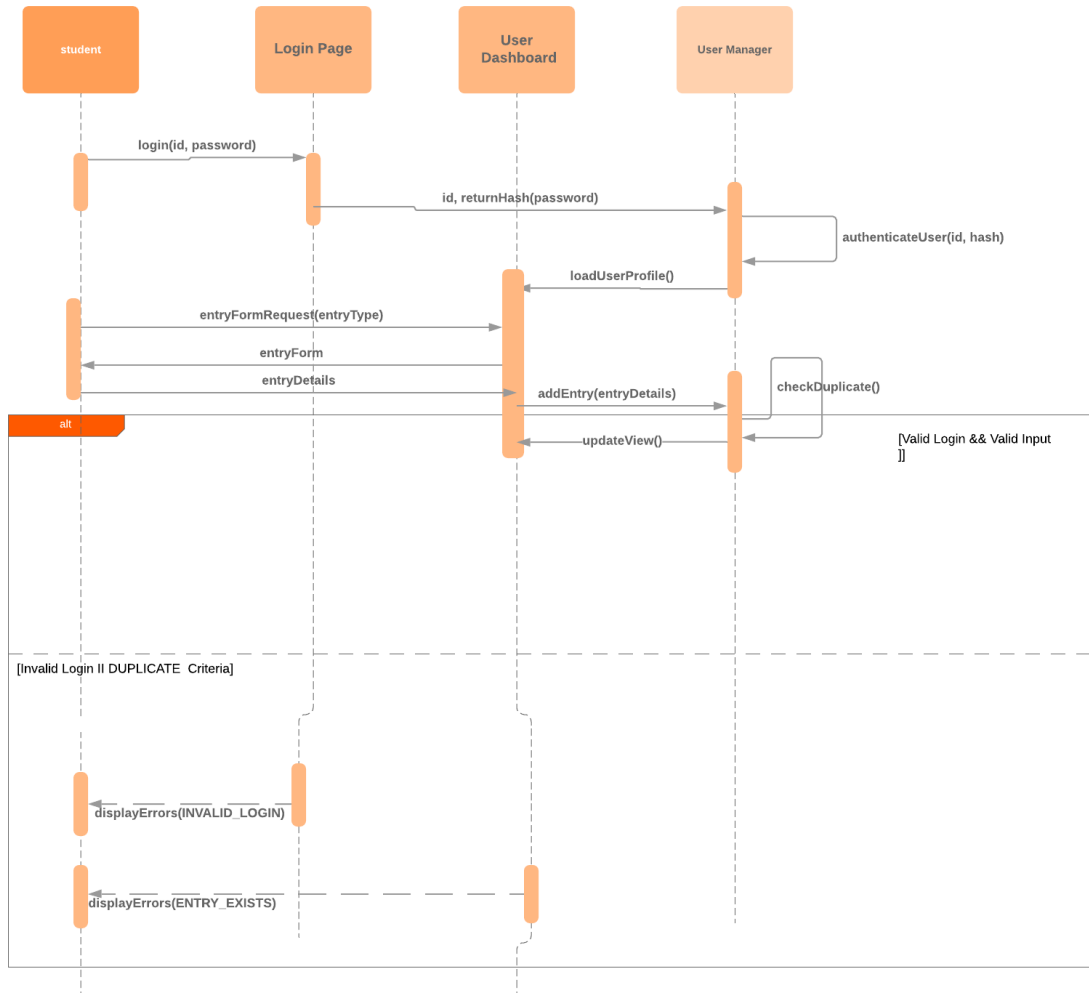 student
Login Page
User
Dashboard
User Manager
login(id, password)
id, returnHash(password)
authenticateUser(id, hash)
loadUserProfile()
entryFormRequest(entryType)
entryForm
entryDetails
checkDuplicate()
addEntry(entryDetails)
alt
updateView()
[Valid Login && Valid Input
]]
[Invalid Login II DUPLICATE Criteria]
displayErrors(INVALID_LOGIN)
displayErrors(ENTRY_EXISTS)